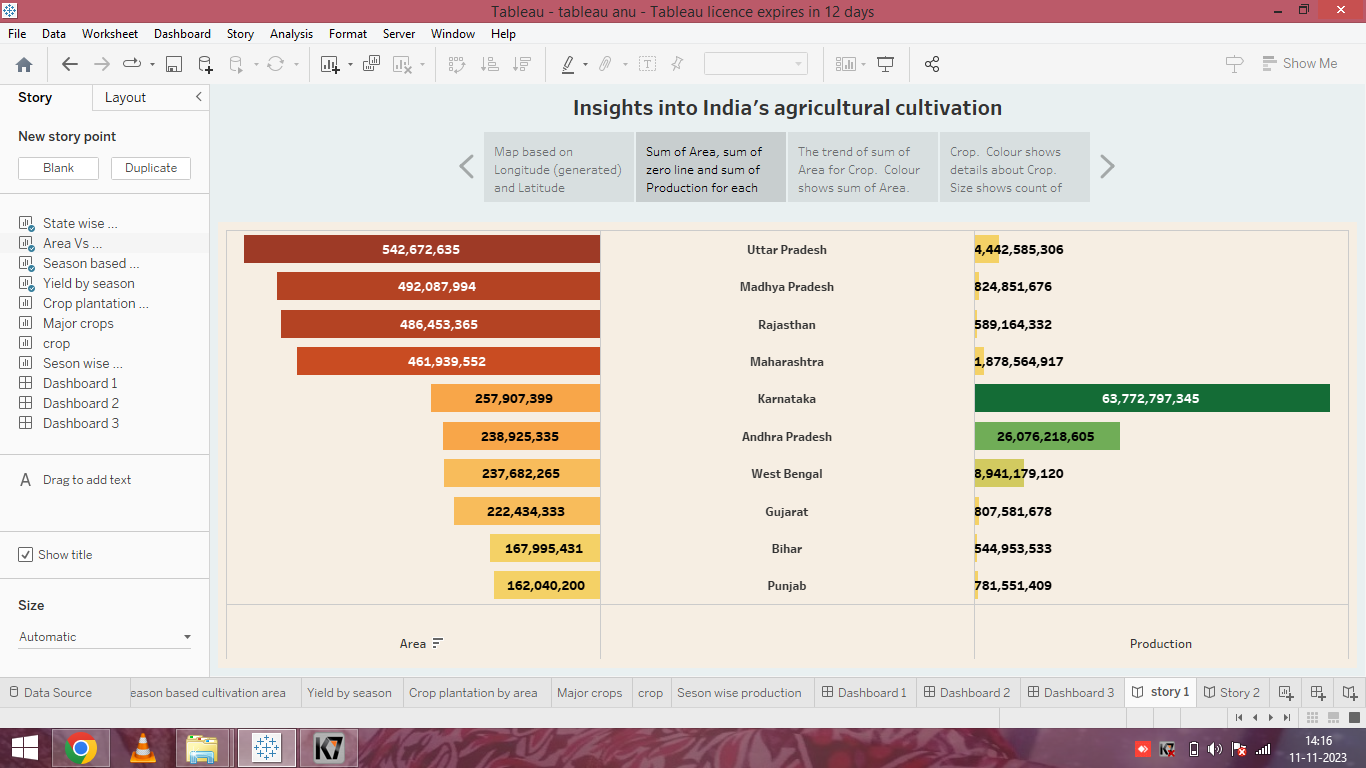 Tableau - tableau anu - Tableau licence expires in 12 days
File Data Worksheet Dashboard Story Analysis Format Server Window Help
Show Me
Story Layout
New story point
Blank Duplicate
State wise ...
Area Vs ...
Season based ...
Yield by season
Crop plantation ...
Major crops
crop
Seson wise ...
Dashboard 1
Dashboard 2
Dashboard 3
A Drag to add text
Show title
Size
Automatic
Insights into India's agricultural cultivation
Map based on
Longitude (generated)
and Latitude
Sum of Area, sum of
zero line and sum of
Production for each
The trend of sum of
Area for Crop. Colour
shows sum of Area.
Crop. Colour shows
details about Crop.
Size shows count of
542,672,635 Uttar Pradesh 4,442,585,306
492,087,994 Madhya Pradesh 824,851,676
486,453,365 Rajasthan 589,164,332
461,939,552 Maharashtra 1,878,564,917
257,907,399 Karnataka 63,772,797,345
238,925,335 Andhra Pradesh 26,076,218,605
237,682,265 West Bengal 8,941,179,120
222,434,333 Gujarat 807,581,678
167,995,431 Bihar 544,953,533
162,040,200 Punjab 781,551,409
Area Production
Data Source eason based cultivation area Yield by season Crop plantation by area Major crops crop Seson wise production Dashboard 1 Dashboard 2 Dashboard 3 story 1 Story 2
K7
14:16
11-11-2023